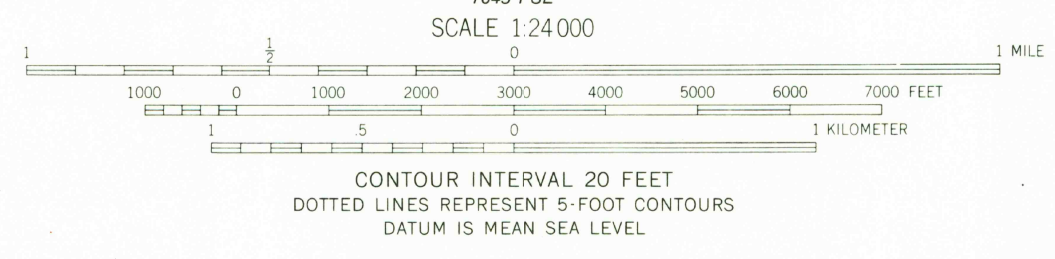 SCALE 1:24 000
1 1/2 0 1 MILE
1000 0 1000 2000 3000 4000 5000 6000 7000 FEET
1 .5 0 1 KILOMETER
CONTOUR INTERVAL 20 FEET
DOTTED LINES REPRESENT 5-FOOT CONTOURS
DATUM IS MEAN SEA LEVEL